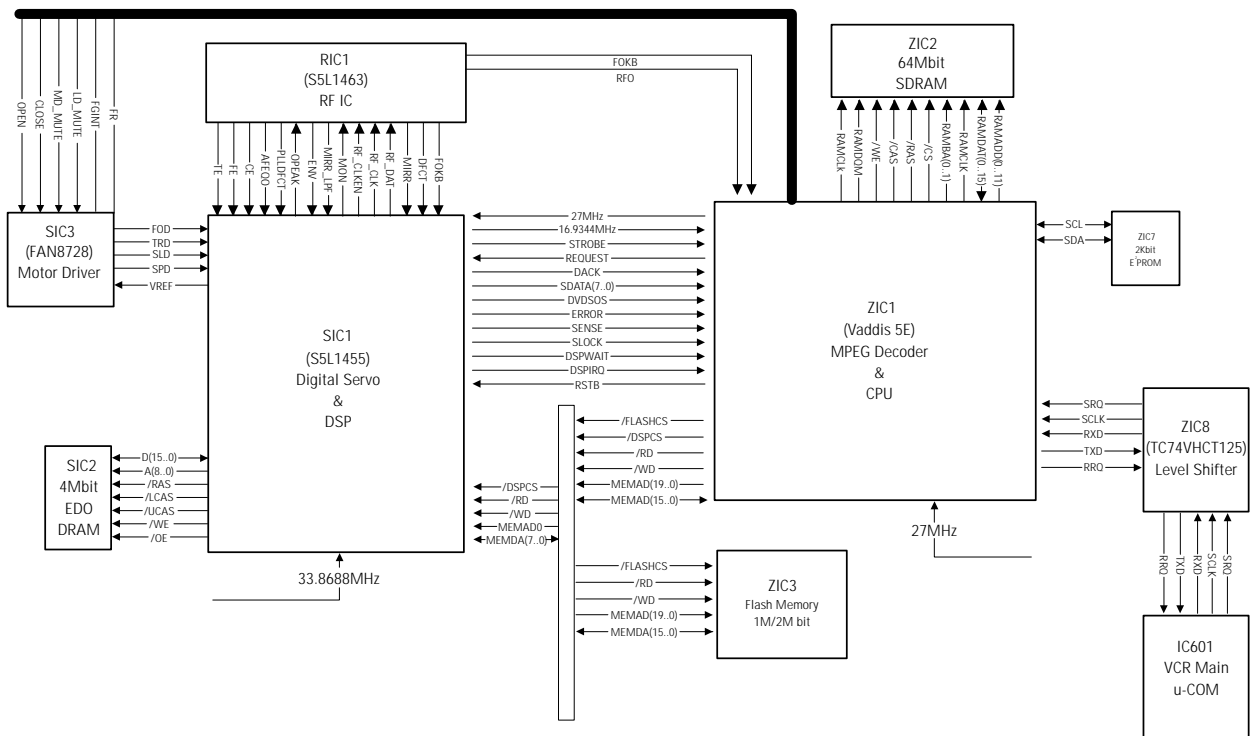 OPEN
CLOSE
MD_MUTE
LD_MUTE
FGINT
FR
RIC1
(S5L1463)
RF IC
FOKB
RFO
ZIC2
64Mbit
SDRAM
TE
FE
CE
AFEQO
PLLDFCT
OPEAK
ENV
MIRR_LPF
MON
RF_CLKEN
RF_CLK
RF_DAT
MIRR
DFCT
FOKB
RAMCLK
RAMDQM
/WE
/CAS
/RAS
/CS
RAMBA(0..1)
RAMCLK
RAMDAT(0..15)
RAMADD(0..11)
SIC3
(FAN8728)
Motor Driver
FOD
TRD
SLD
SPD
VREF
SIC1
(S5L1455)
Digital Servo
&
DSP
27MHz
16.9344MHz
STROBE
REQUEST
DACK
SDATA(7..0)
DVDSOS
ERROR
SENSE
SLOCK
DSPWAIT
DSPIRQ
RSTB
ZIC1
(Vaddis 5E)
MPEG Decoder
&
CPU
SCL
SDA
ZIC7
2Kbit
E²PROM
SRQ
SCLK
RXD
TXD
RRQ
ZIC8
(TC74VHCT125)
Level Shifter
SIC2
4Mbit
EDO
DRAM
D(15..0)
A(8..0)
/RAS
/LCAS
/UCAS
/WE
/OE
/FLASHCS
/DSPCS
/RD
/WD
MEMAD(19..0)
MEMAD(15..0)
/DSPCS
/RD
/WD
MEMAD0
MEMDA(7..0)
33.8688MHz
27MHz
/FLASHCS
/RD
/WD
MEMAD(19..0)
MEMDA(15..0)
ZIC3
Flash Memory
1M/2M bit
RRQ
TXD
RXD
SCLK
SRQ
IC601
VCR Main
u-COM